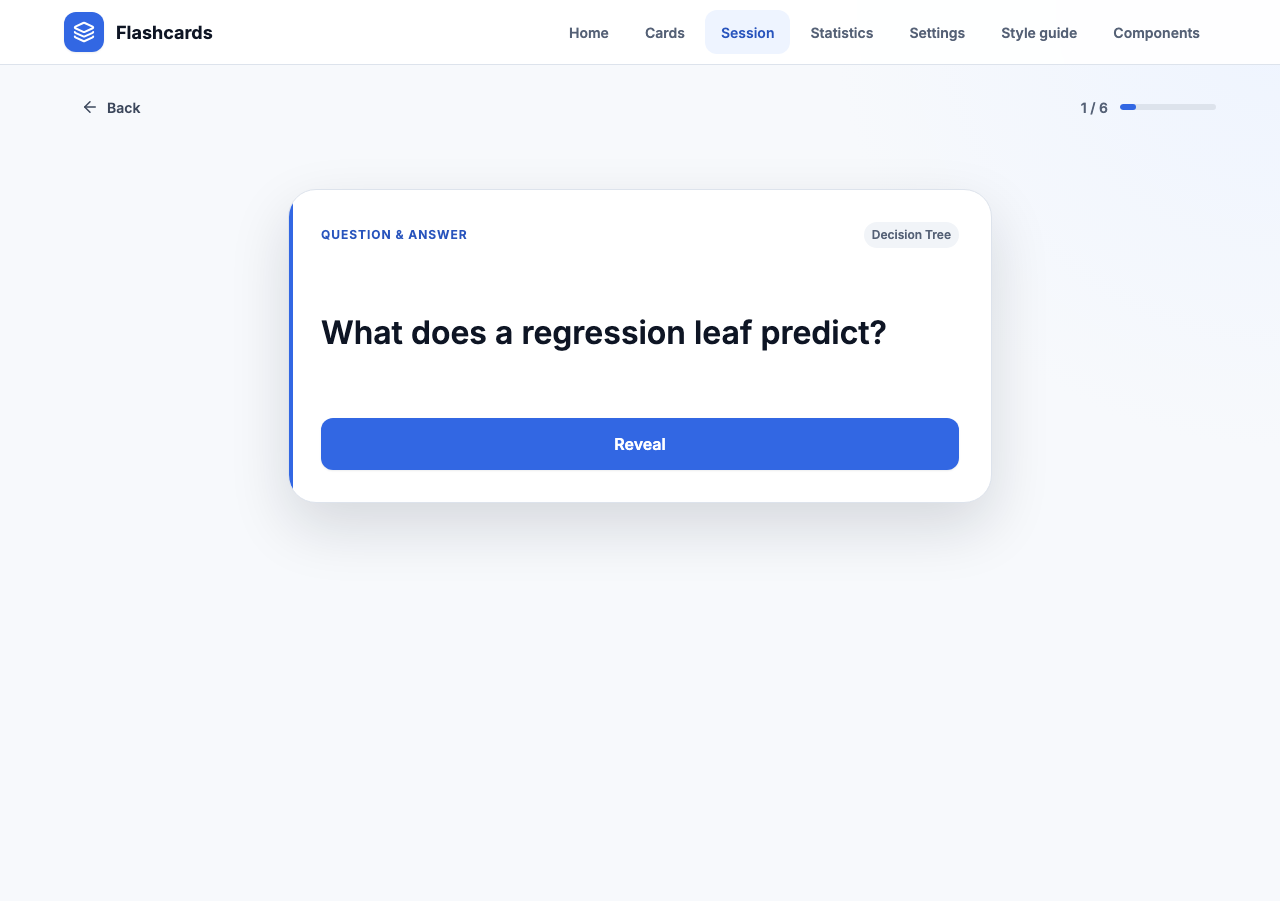 Flashcards
Home
Cards
Session
Statistics
Settings
Style guide
Components
Back
1 / 6
QUESTION & ANSWER
Decision Tree
What does a regression leaf predict?
Reveal